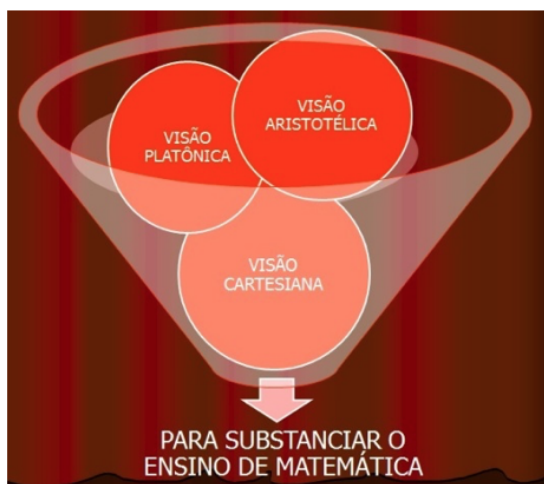 VISÃO
PLATÔNICA
VISÃO
ARISTOTÉLICA
VISÃO
CARTESIANA
PARA SUBSTANCIAR O
ENSINO DE MATEMÁTICA